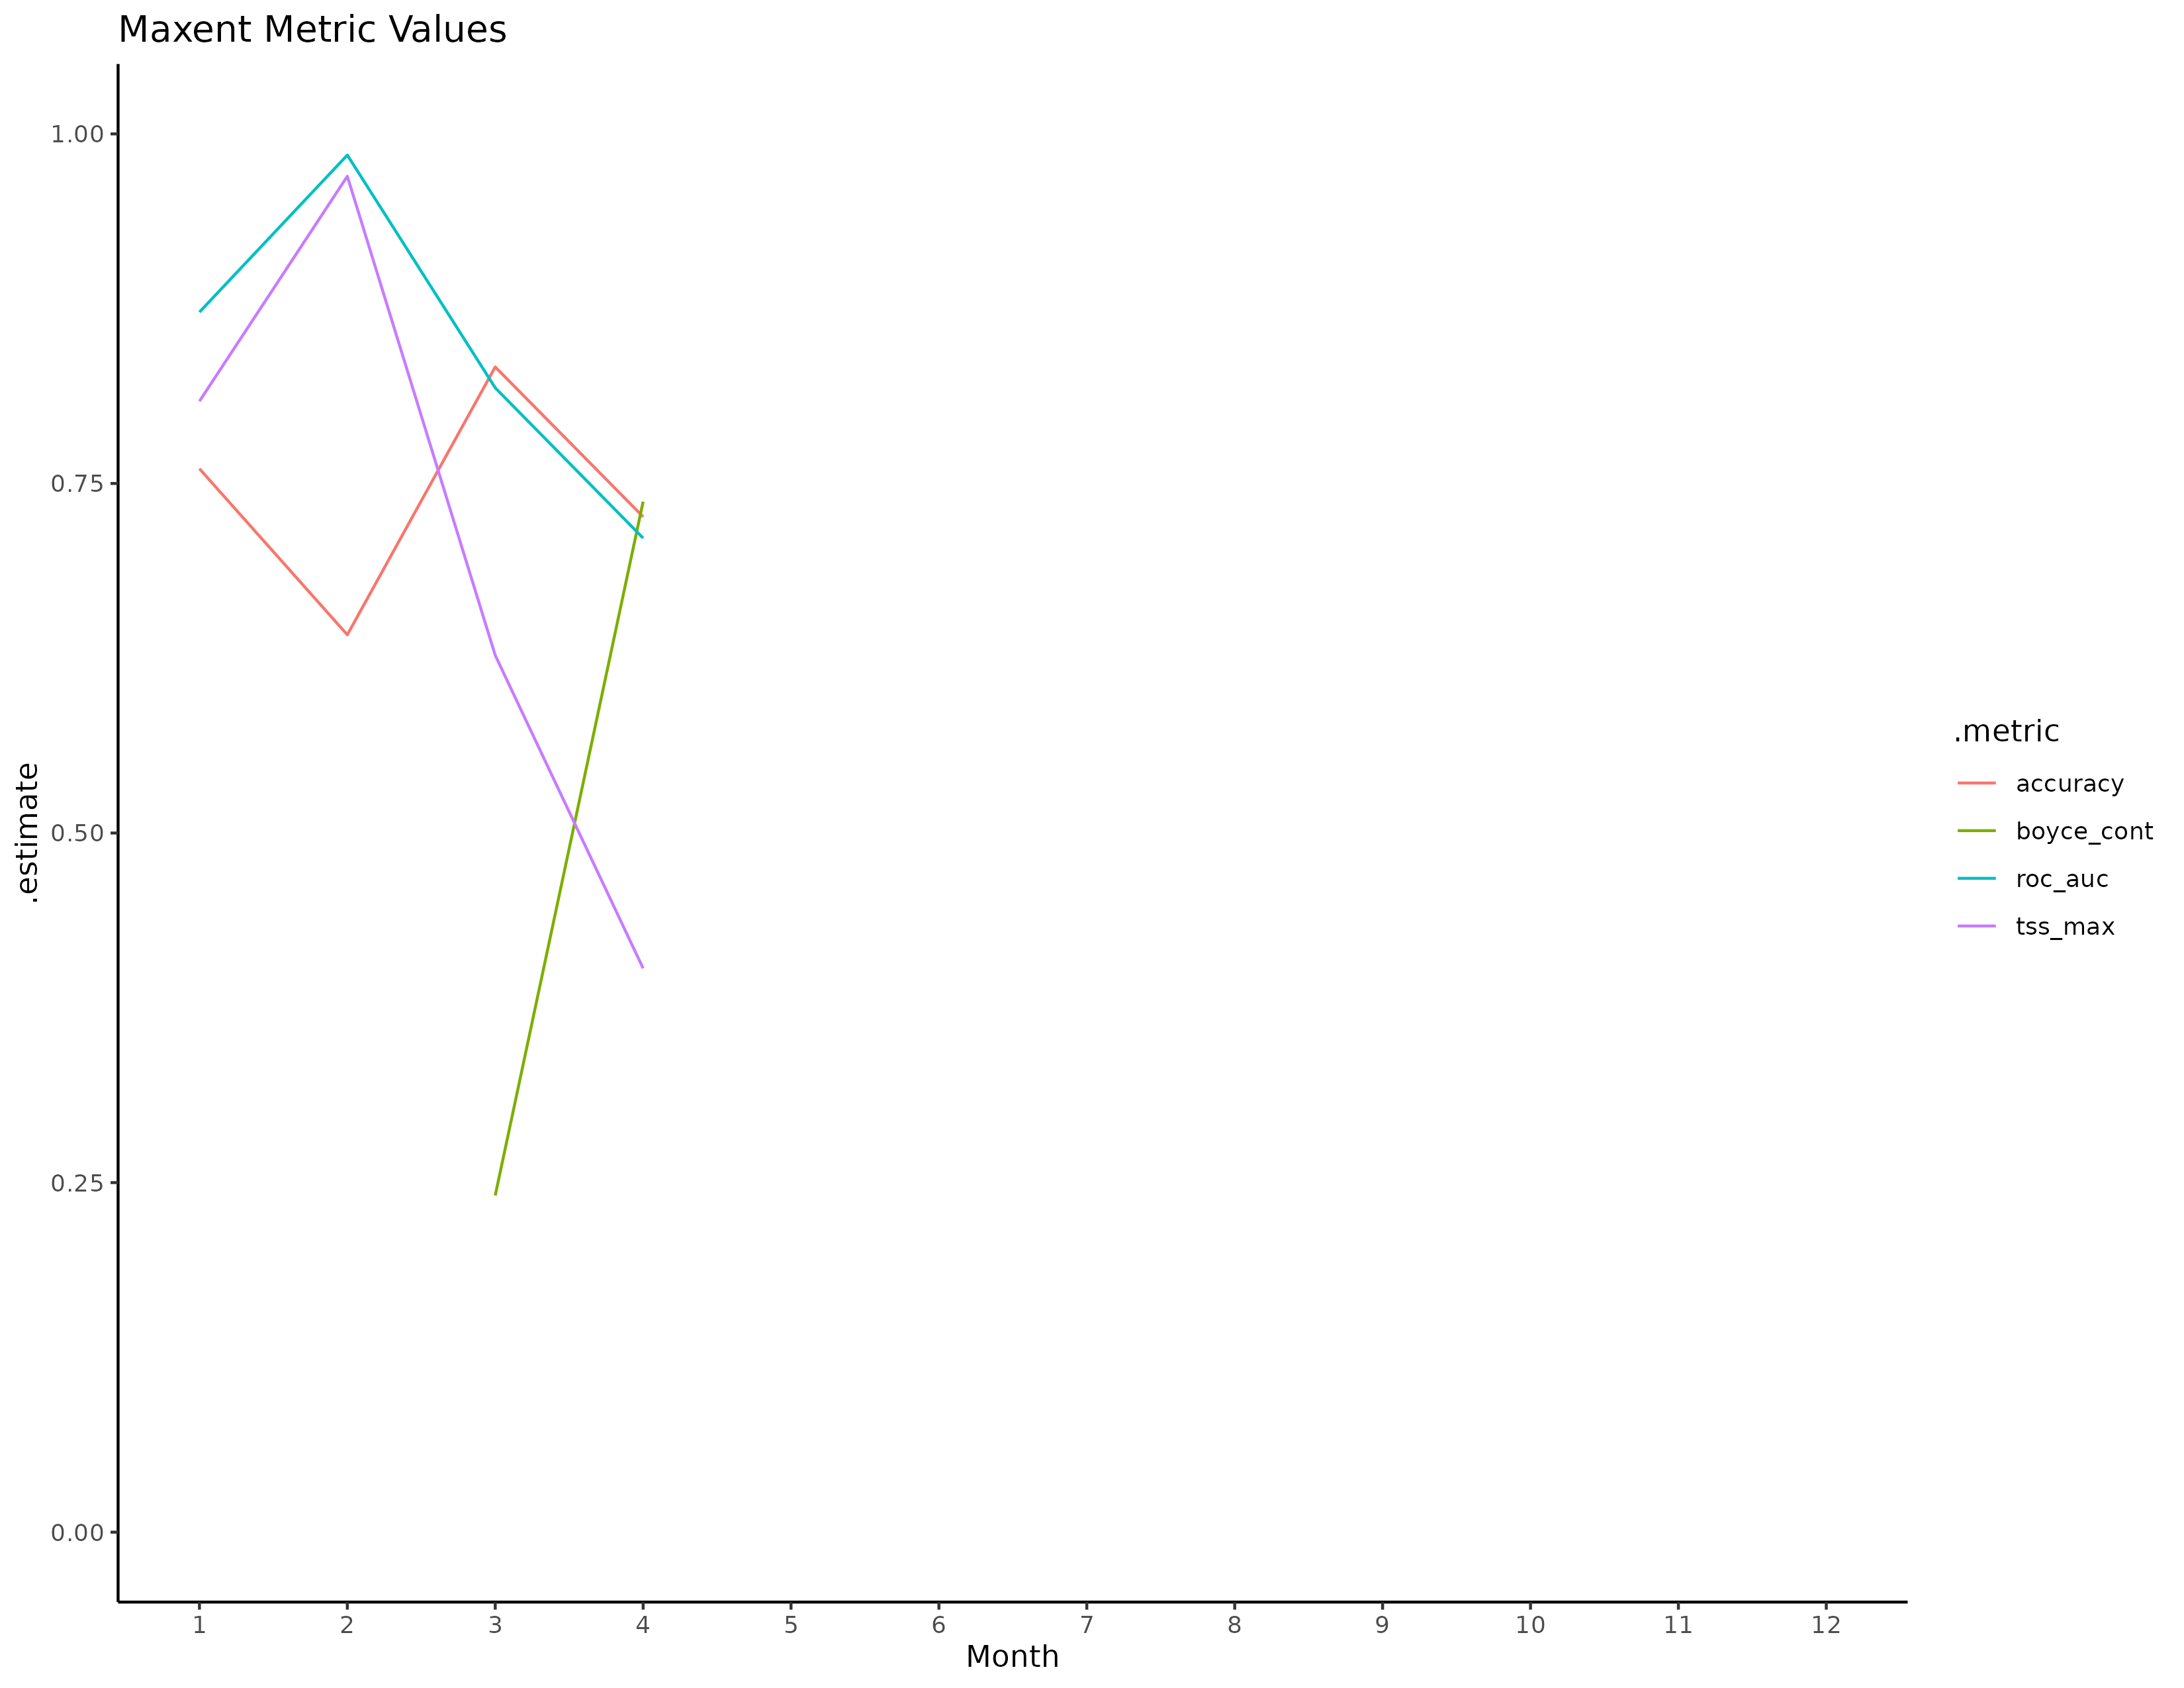 Maxent Metric Values
1.00
0.75
0.50
0.25
0.00
.estimate
1 2 3 4 5 6 7 8 9 10 11 12
Month
.metric
accuracy
boyce_cont
roc_auc
tss_max